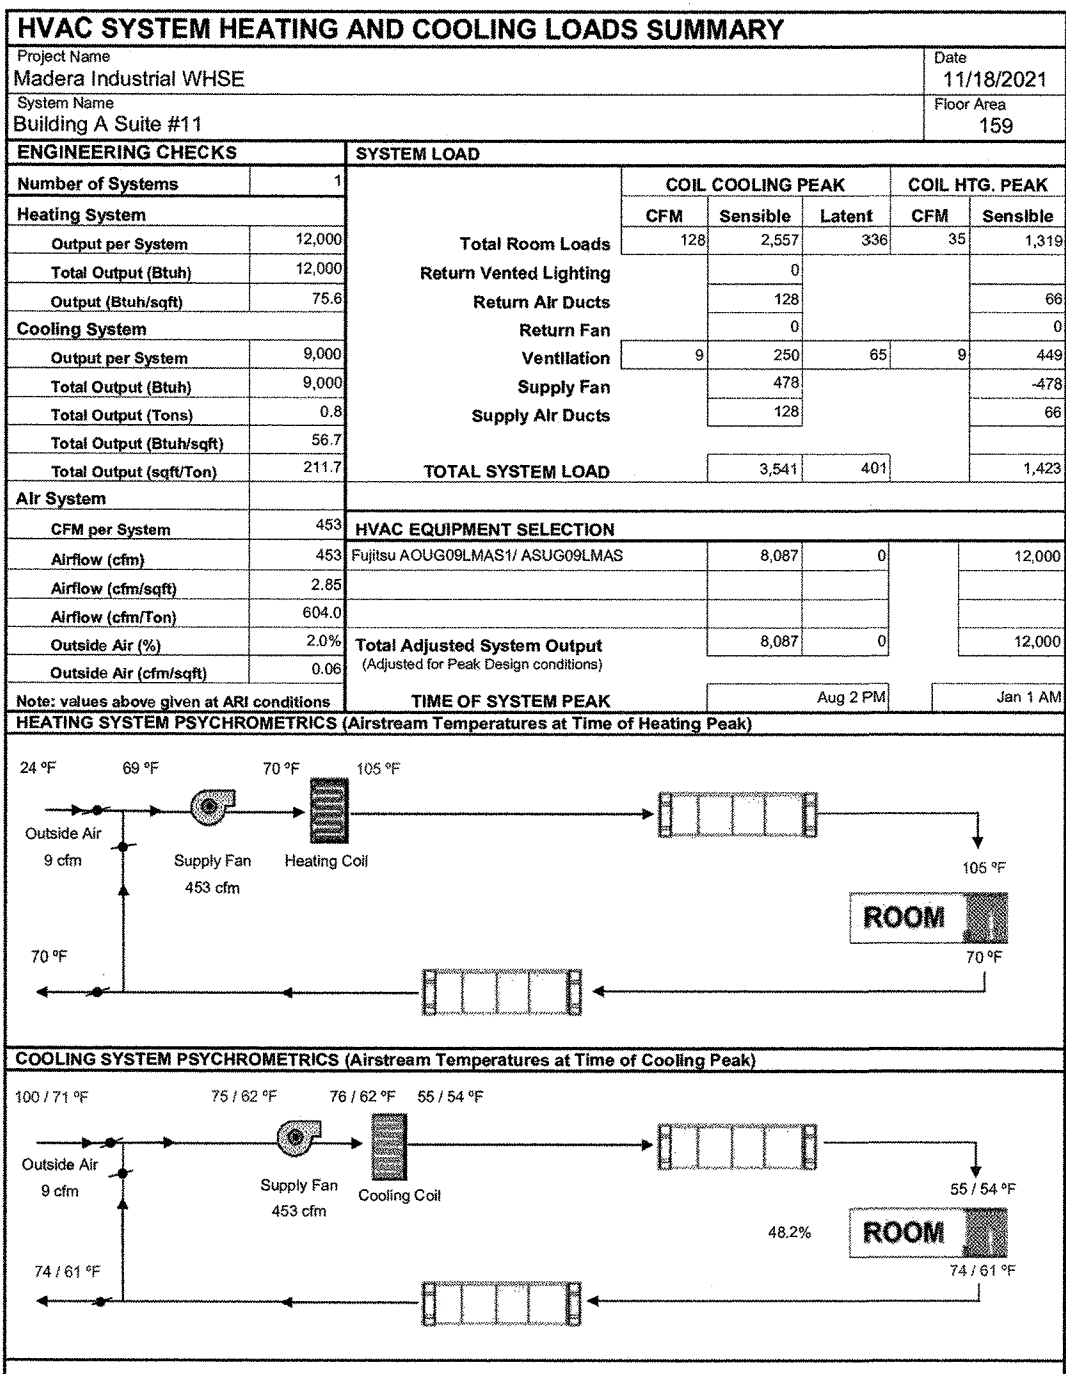 HVAC SYSTEM HEATING AND COOLING LOADS SUMMARY
Project Name
Madera Industrial WHSE
Date
11/18/2021
System Name
Building A Suite #11
Floor Area
159
ENGINEERING CHECKS
SYSTEM LOAD
Number of Systems 1
Heating System
Output per System 12,000
Total Output (Btuh) 12,000
Output (Btuh/sqft) 75.6
Cooling System
Output per System 9,000
Total Output (Btuh) 9,000
Total Output (Tons) 0.8
Total Output (Btuh/sqft) 56.7
Total Output (sqft/Ton) 211.7
Air System
CFM per System 453
Airflow (cfm) 453
Airflow (cfm/sqft) 2.85
Airflow (cfm/Ton) 604.0
Outside Air (%) 2.0%
Outside Air (cfm/sqft) 0.06
Note: values above given at ARI conditions
COIL COOLING PEAK COIL HTG. PEAK
CFM Sensible Latent CFM Sensible
Total Room Loads 128 2,557 336 35 1,319
Return Vented Lighting 0
Return Air Ducts 128 66
Return Fan 0 0
Ventilation 9 250 65 9 449
Supply Fan 478 -478
Supply Air Ducts 128 66
TOTAL SYSTEM LOAD 3,541 401 1,423
HVAC EQUIPMENT SELECTION
Fujitsu AOUG09LMAS1/ ASUG09LMAS 8,087 0 12,000
Total Adjusted System Output 8,087 0 12,000
(Adjusted for Peak Design conditions)
TIME OF SYSTEM PEAK Aug 2 PM Jan 1 AM
HEATING SYSTEM PSYCHROMETRICS (Airstream Temperatures at Time of Heating Peak)
24 ºF 69 ºF 70 ºF 105 ºF
Outside Air
9 cfm
Supply Fan
453 cfm
Heating Coil
105 ºF
ROOM
70 ºF
70 ºF
COOLING SYSTEM PSYCHROMETRICS (Airstream Temperatures at Time of Cooling Peak)
100 / 71 ºF 75 / 62 ºF 76 / 62 ºF 55 / 54 ºF
Outside Air
9 cfm
Supply Fan
453 cfm
Cooling Coil
55 / 54 ºF
48.2%
ROOM
74 / 61 ºF
74 / 61 ºF